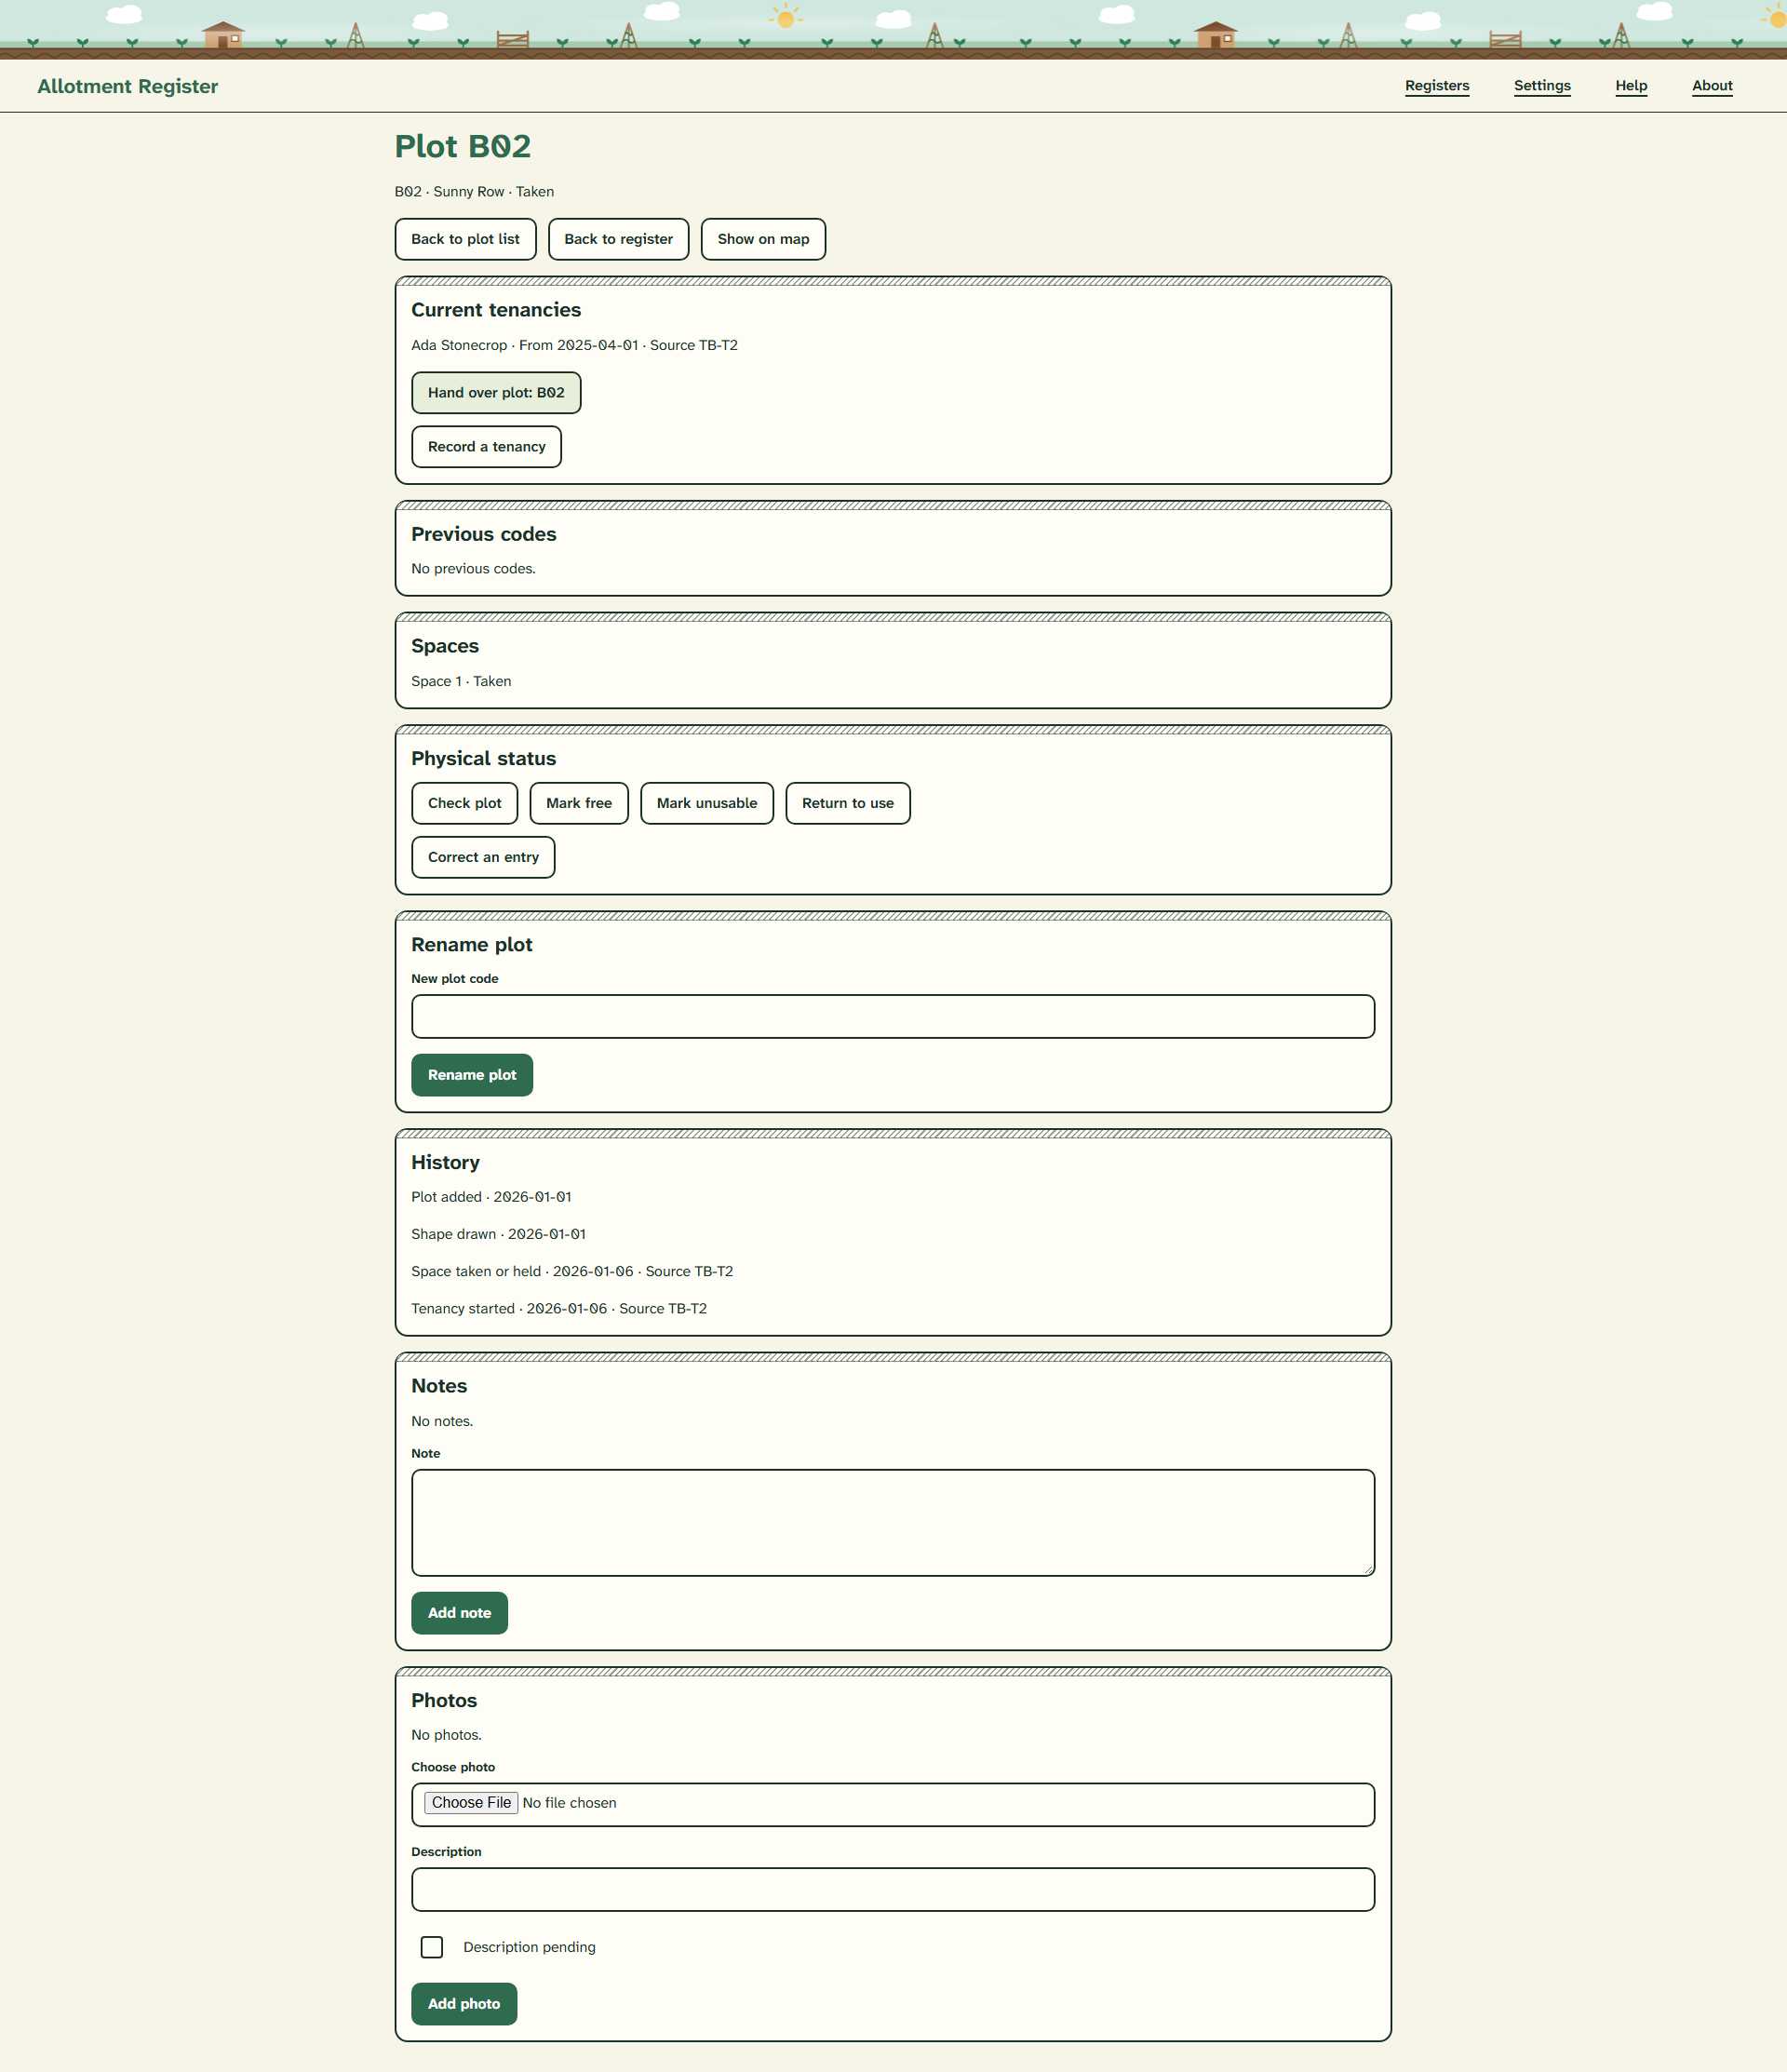 Allotment Register
Registers Settings Help About
Plot B02
B02 · Sunny Row · Taken
Back to plot list Back to register Show on map
Current tenancies
Ada Stonecrop · From 2025-04-01 · Source TB-T2
Hand over plot: B02
Record a tenancy
Previous codes
No previous codes.
Spaces
Space 1 · Taken
Physical status
Check plot Mark free Mark unusable Return to use
Correct an entry
Rename plot
New plot code
Rename plot
History
Plot added · 2026-01-01
Shape drawn · 2026-01-01
Space taken or held · 2026-01-06 · Source TB-T2
Tenancy started · 2026-01-06 · Source TB-T2
Notes
No notes.
Note
Add note
Photos
No photos.
Choose photo
Choose File No file chosen
Description
Description pending
Add photo